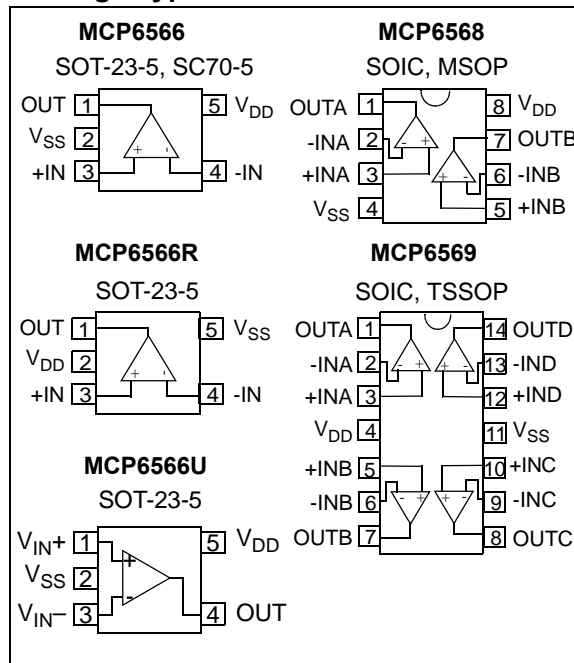 MCP6566
SOT-23-5, SC70-5
OUT 1
5 VDD
VSS 2
+IN 3
4 -IN
+ -
MCP6566R
SOT-23-5
OUT 1
5 VSS
VDD 2
+IN 3
4 -IN
+ -
MCP6566U
SOT-23-5
VIN+ 1
5 VDD
VSS 2
VIN– 3
4 OUT
+
-
MCP6568
SOIC, MSOP
OUTA 1
8 VDD
-INA 2
7 OUTB
+INA 3
6 -INB
VSS 4
5 +INB
- +
+ -
MCP6569
SOIC, TSSOP
OUTA 1
14 OUTD
-INA 2
13 -IND
+INA 3
12 +IND
VDD 4
11 VSS
+INB 5
10 +INC
-INB 6
9 -INC
OUTB 7
8 OUTC
- +
+ -
- +
+ -